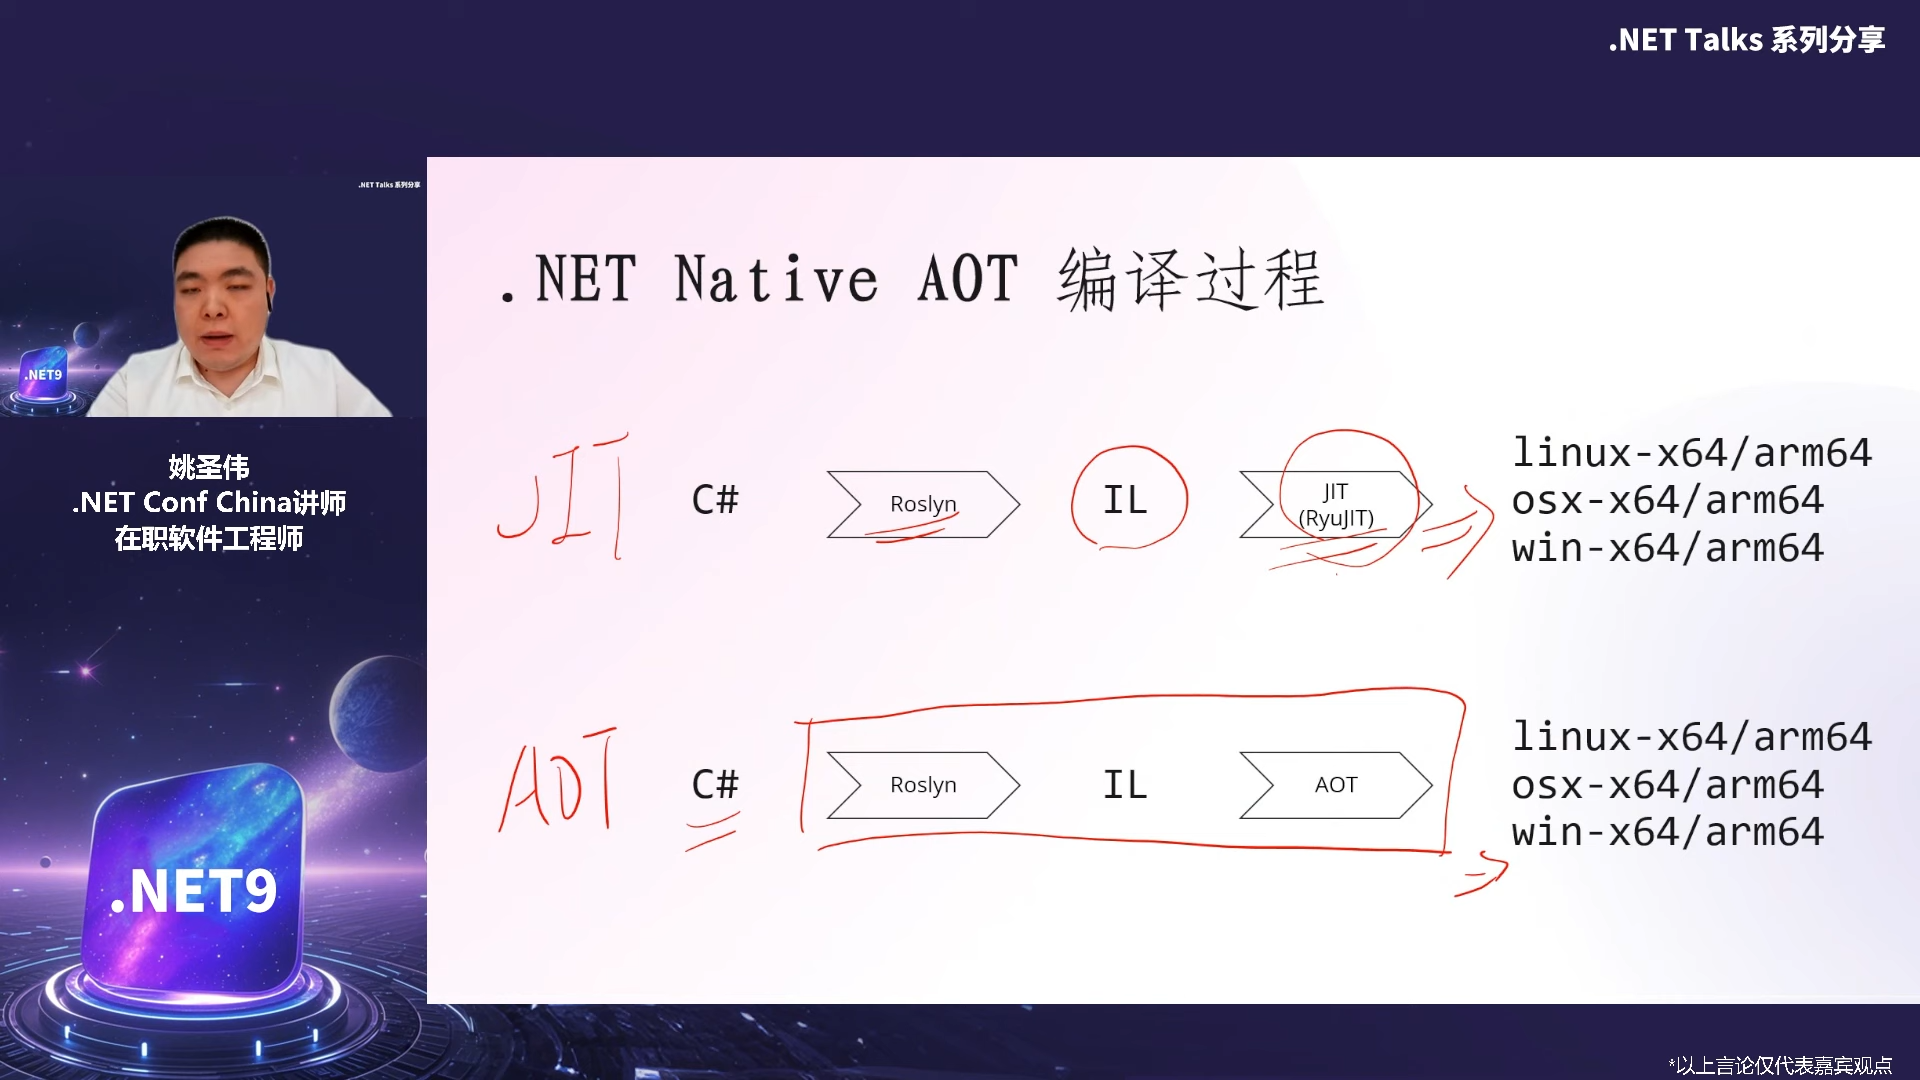 .NET Talks 系列分享
.NET Talks 系列分享
.NET9
姚圣伟
.NET Conf China讲师
在职软件工程师
.NET9
.NET Native AOT 编译过程
JIT
C#
Roslyn
IL
JIT
(RyuJIT)
linux-x64/arm64
osx-x64/arm64
win-x64/arm64
AOT
C#
Roslyn
IL
AOT
linux-x64/arm64
osx-x64/arm64
win-x64/arm64
*以上言论仅代表嘉宾观点